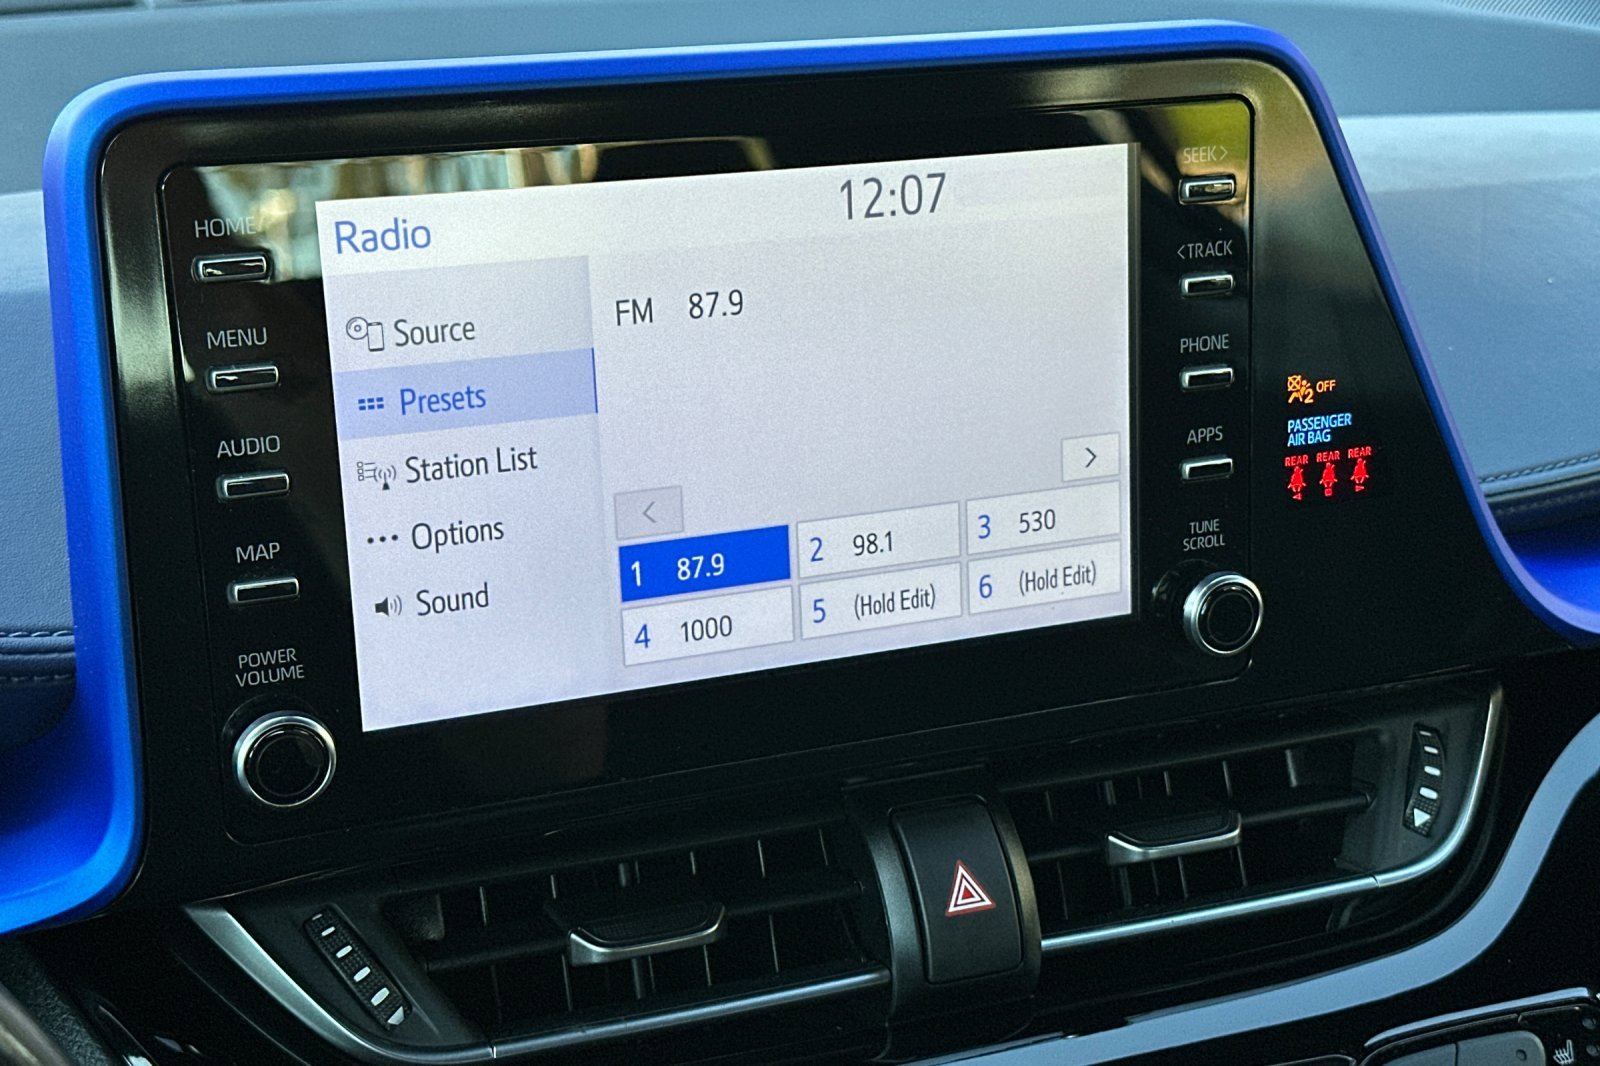 Radio
12:07
Source
Presets
Station List
Options
Sound
FM 87.9
<
>
1 87.9
2 98.1
3 530
4 1000
5 (Hold Edit)
6 (Hold Edit)
HOME
MENU
AUDIO
MAP
POWER
VOLUME
SEEK>
<TRACK
PHONE
APPS
TUNE
SCROLL
2 OFF
PASSENGER
AIR BAG
REAR REAR REAR